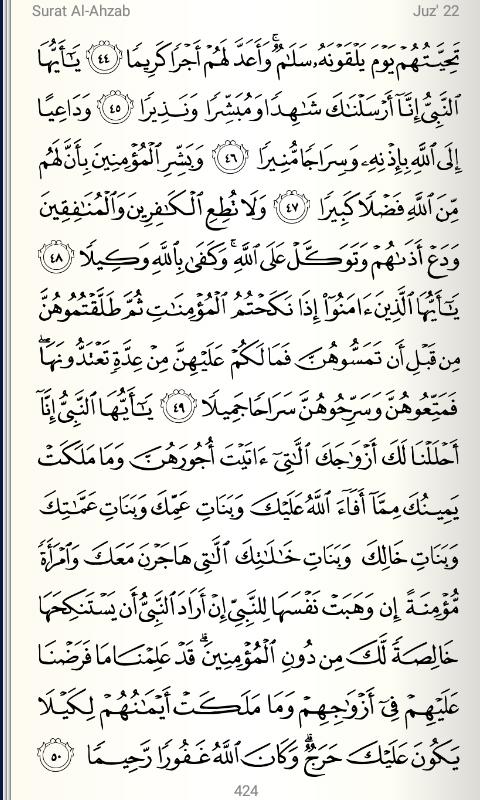 Surat Al-Ahzab
Juz' 22
تَحِيَّتُهُمْ يَوْمَ يَلْقَوْنَهُۥ سَلَـٰمٌۭ ۚ وَأَعَدَّ لَهُمْ أَجْرًۭا كَرِيمًۭا ٤٤ يَـٰٓأَيُّهَا
ٱلنَّبِىُّ إِنَّآ أَرْسَلْنَـٰكَ شَـٰهِدًۭا وَمُبَشِّرًۭا وَنَذِيرًۭا ٤٥ وَدَاعِيًا
إِلَى ٱللَّهِ بِإِذْنِهِۦ وَسِرَاجًۭا مُّنِيرًۭا ٤٦ وَبَشِّرِ ٱلْمُؤْمِنِينَ بِأَنَّ لَهُم
مِّنَ ٱللَّهِ فَضْلًۭا كَبِيرًۭا ٤٧ وَلَا تُطِعِ ٱلْكَـٰفِرِينَ وَٱلْمُنَـٰفِقِينَ
وَدَعْ أَذَىٰهُمْ وَتَوَكَّلْ عَلَى ٱللَّهِ ۚ وَكَفَىٰ بِٱللَّهِ وَكِيلًۭا ٤٨
يَـٰٓأَيُّهَا ٱلَّذِينَ ءَامَنُوٓا۟ إِذَا نَكَحْتُمُ ٱلْمُؤْمِنَـٰتِ ثُمَّ طَلَّقْتُمُوهُنَّ
مِن قَبْلِ أَن تَمَسُّوهُنَّ فَمَا لَكُمْ عَلَيْهِنَّ مِنْ عِدَّةٍۢ تَعْتَدُّونَهَا ۖ
فَمَتِّعُوهُنَّ وَسَرِّحُوهُنَّ سَرَاحًۭا جَمِيلًۭا ٤٩ يَـٰٓأَيُّهَا ٱلنَّبِىُّ إِنَّآ
أَحْلَلْنَا لَكَ أَزْوَٰجَكَ ٱلَّـٰتِىٓ ءَاتَيْتَ أُجُورَهُنَّ وَمَا مَلَكَتْ
يَمِينُكَ مِمَّآ أَفَآءَ ٱللَّهُ عَلَيْكَ وَبَنَاتِ عَمِّكَ وَبَنَاتِ عَمَّـٰتِكَ
وَبَنَاتِ خَالِكَ وَبَنَاتِ خَـٰلَـٰتِكَ ٱلَّـٰتِى هَاجَرْنَ مَعَكَ وَٱمْرَأَةًۭ
مُّؤْمِنَةً إِن وَهَبَتْ نَفْسَهَا لِلنَّبِىِّ إِنْ أَرَادَ ٱلنَّبِىُّ أَن يَسْتَنكِحَهَا
خَالِصَةًۭ لَّكَ مِن دُونِ ٱلْمُؤْمِنِينَ ۗ قَدْ عَلِمْنَا مَا فَرَضْنَا
عَلَيْهِمْ فِىٓ أَزْوَٰجِهِمْ وَمَا مَلَكَتْ أَيْمَـٰنُهُمْ لِكَيْلَا
يَكُونَ عَلَيْكَ حَرَجٌۭ ۗ وَكَانَ ٱللَّهُ غَفُورًۭا رَّحِيمًۭا ٥٠
424